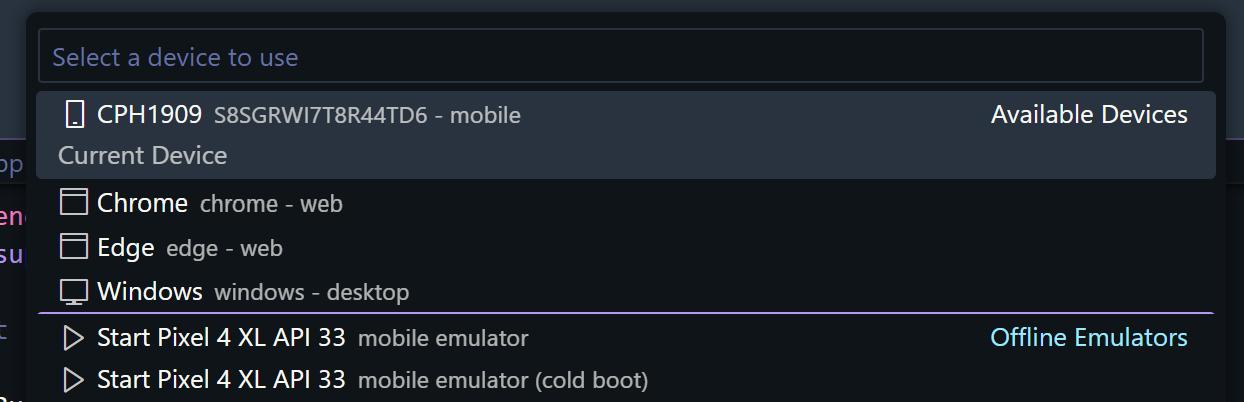 Select a device to use
CPH1909 S8SGRWI7T8R44TD6 - mobile Available Devices
Current Device
Chrome chrome - web
Edge edge - web
Windows windows - desktop
Start Pixel 4 XL API 33 mobile emulator Offline Emulators
Start Pixel 4 XL API 33 mobile emulator (cold boot)